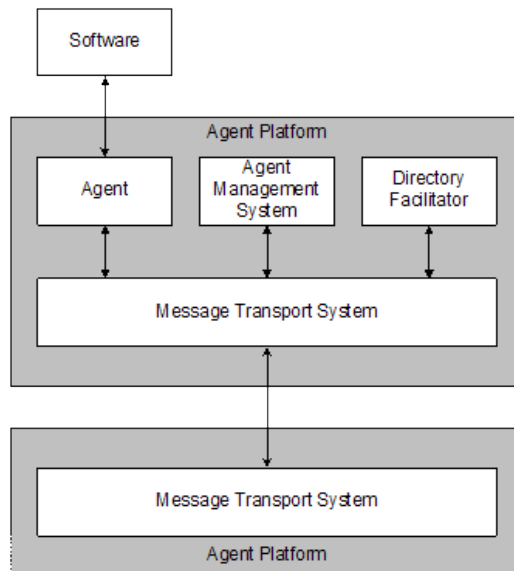 Software
Agent Platform
Agent
Agent
Management
System
Directory
Facilitator
Message Transport System
Message Transport System
Agent Platform